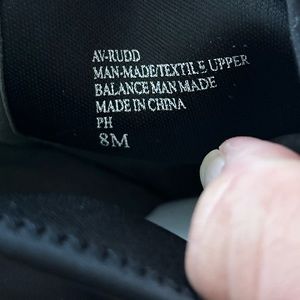 AV-RUDD
MAN-MADE/TEXTILE UPPER
BALANCE MAN MADE
MADE IN CHINA
PH
8M